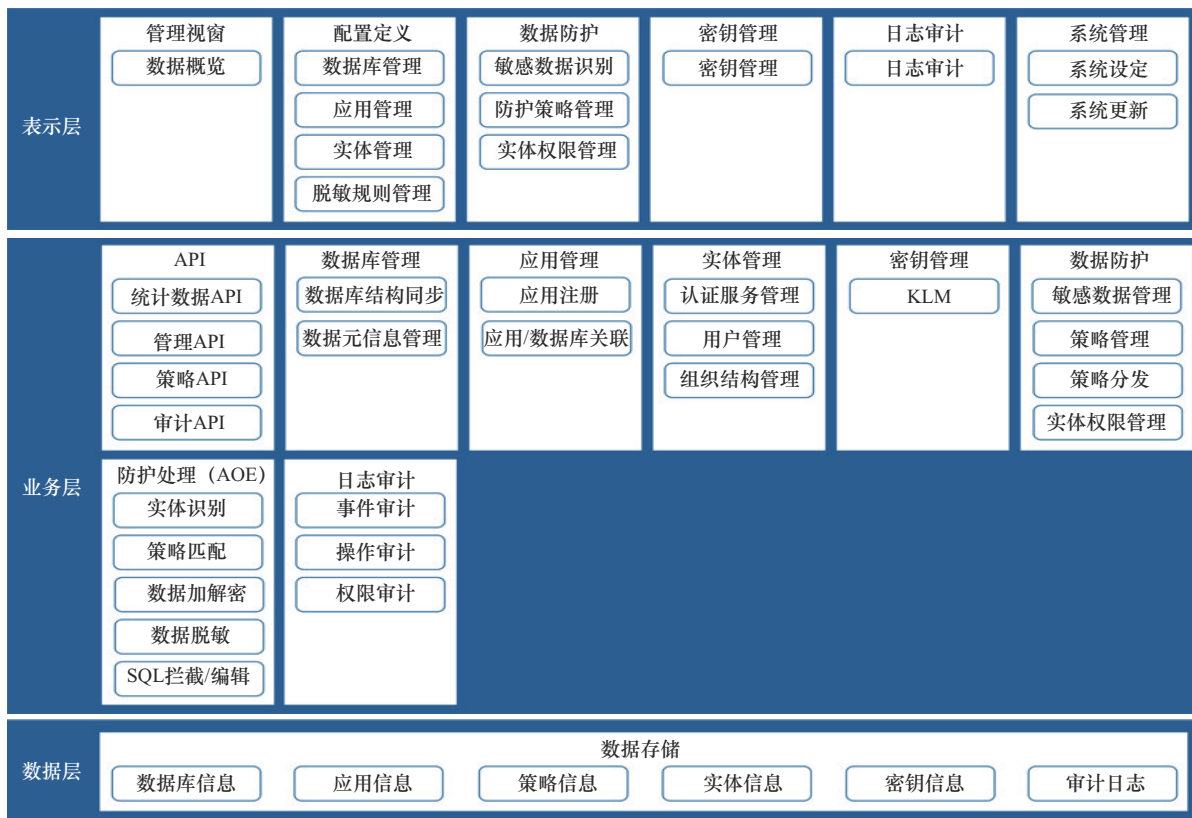 表示层
管理视窗
数据概览
配置定义
数据库管理
应用管理
实体管理
脱敏规则管理
数据防护
敏感数据识别
防护策略管理
实体权限管理
密钥管理
密钥管理
日志审计
日志审计
系统管理
系统设定
系统更新
业务层
API
统计数据API
管理API
策略API
审计API
数据库管理
数据库结构同步
数据元信息管理
应用管理
应用注册
应用/数据库关联
实体管理
认证服务管理
用户管理
组织结构管理
密钥管理
KLM
数据防护
敏感数据管理
策略管理
策略分发
实体权限管理
防护处理（AOE）
实体识别
策略匹配
数据加解密
数据脱敏
SQL拦截/编辑
日志审计
事件审计
操作审计
权限审计
数据层
数据存储
数据库信息
应用信息
策略信息
实体信息
密钥信息
审计日志